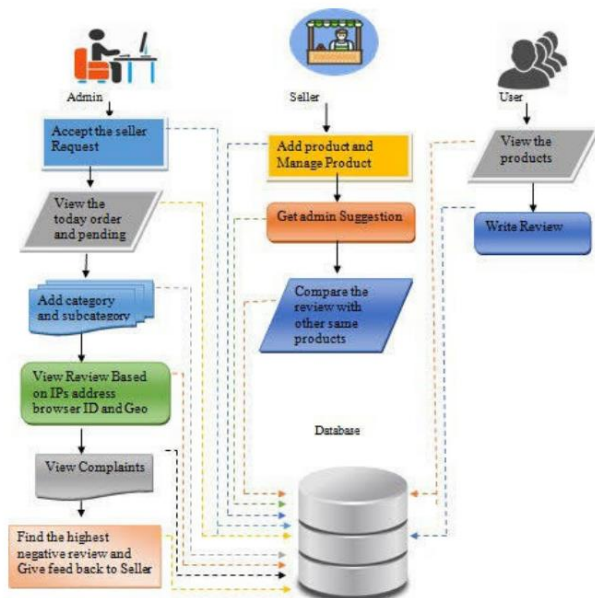 Admin
Seller
User
Accept the seller
Request
View the
today order
and pending
Add category
and subcategory
View Review Based
on IPs address
browser ID and Geo
View Complaints
Find the highest
negative review and
Give feed back to Seller
Add product and
Manage Product
Get admin Suggestion
Compare the
review with
other same
products
View the
products
Write Review
Database